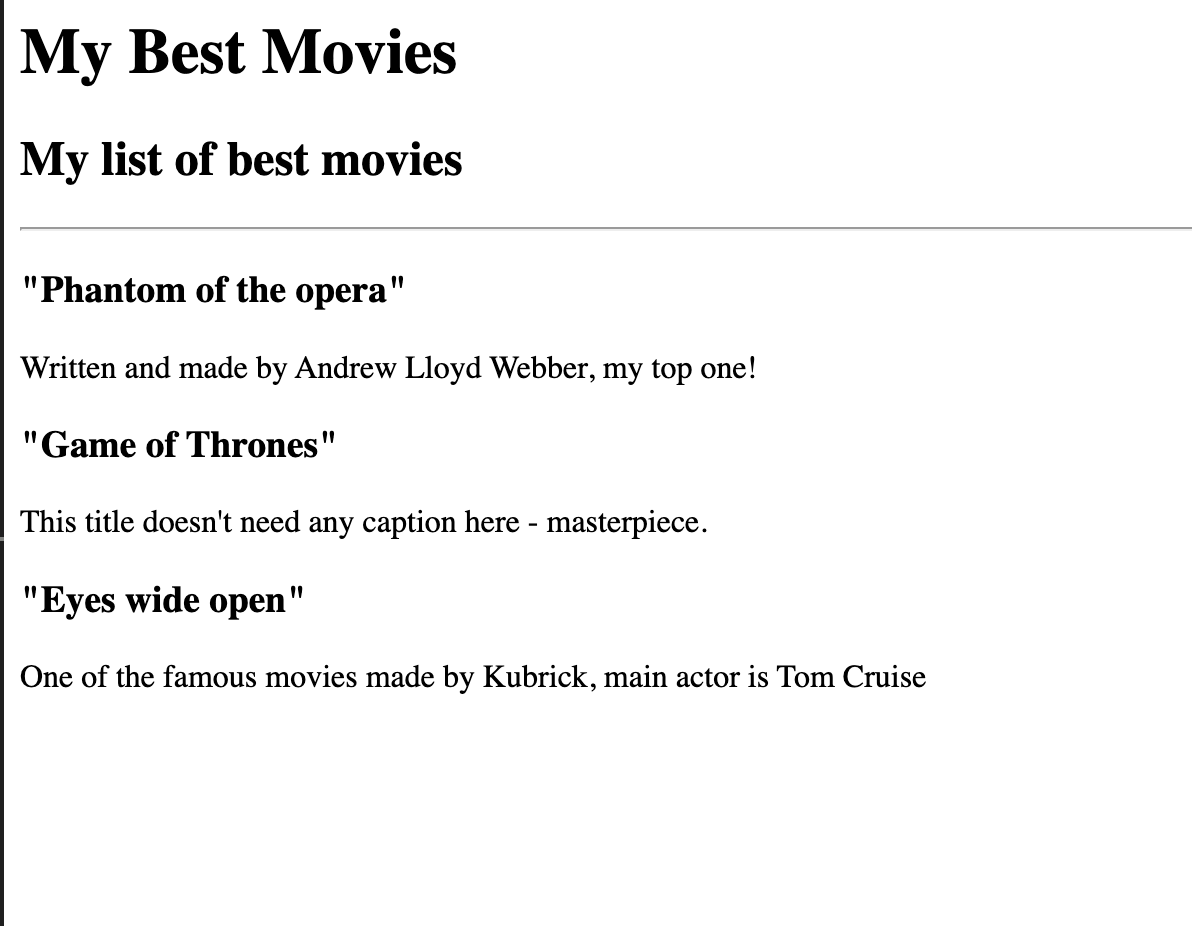 My Best Movies
My list of best movies
"Phantom of the opera"
Written and made by Andrew Lloyd Webber, my top one!
"Game of Thrones"
This title doesn't need any caption here - masterpiece.
"Eyes wide open"
One of the famous movies made by Kubrick, main actor is Tom Cruise